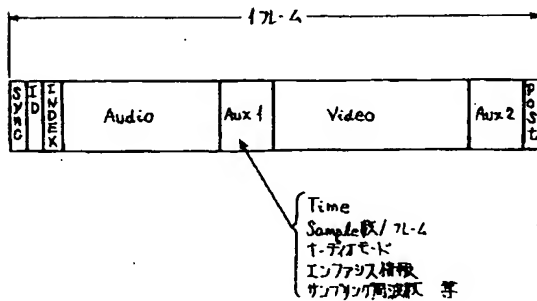 1フレーム
Sync
ID
INDEX
Audio
Aux 1
Video
Aux 2
Post
Time
Sample数/フレーム
オーディオモード
エンファシス情報
サンプリング周波数 等